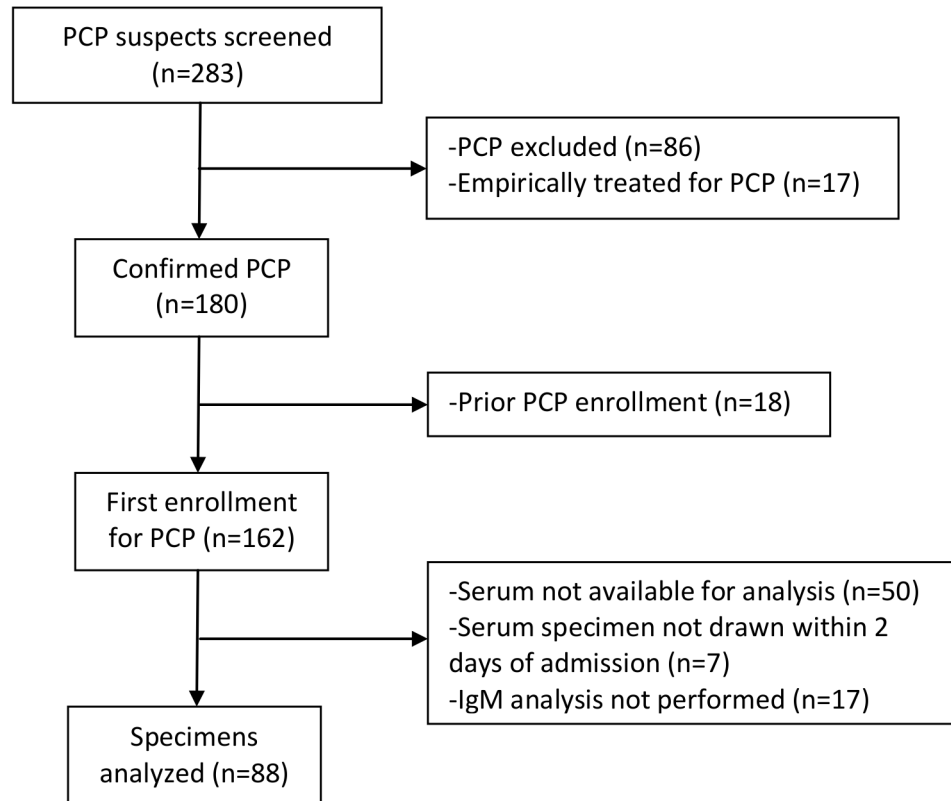 PCP suspects screened
(n=283)
-PCP excluded (n=86)
-Empirically treated for PCP (n=17)
Confirmed PCP
(n=180)
-Prior PCP enrollment (n=18)
First enrollment
for PCP (n=162)
-Serum not available for analysis (n=50)
-Serum specimen not drawn within 2
days of admission (n=7)
-IgM analysis not performed (n=17)
Specimens
analyzed (n=88)